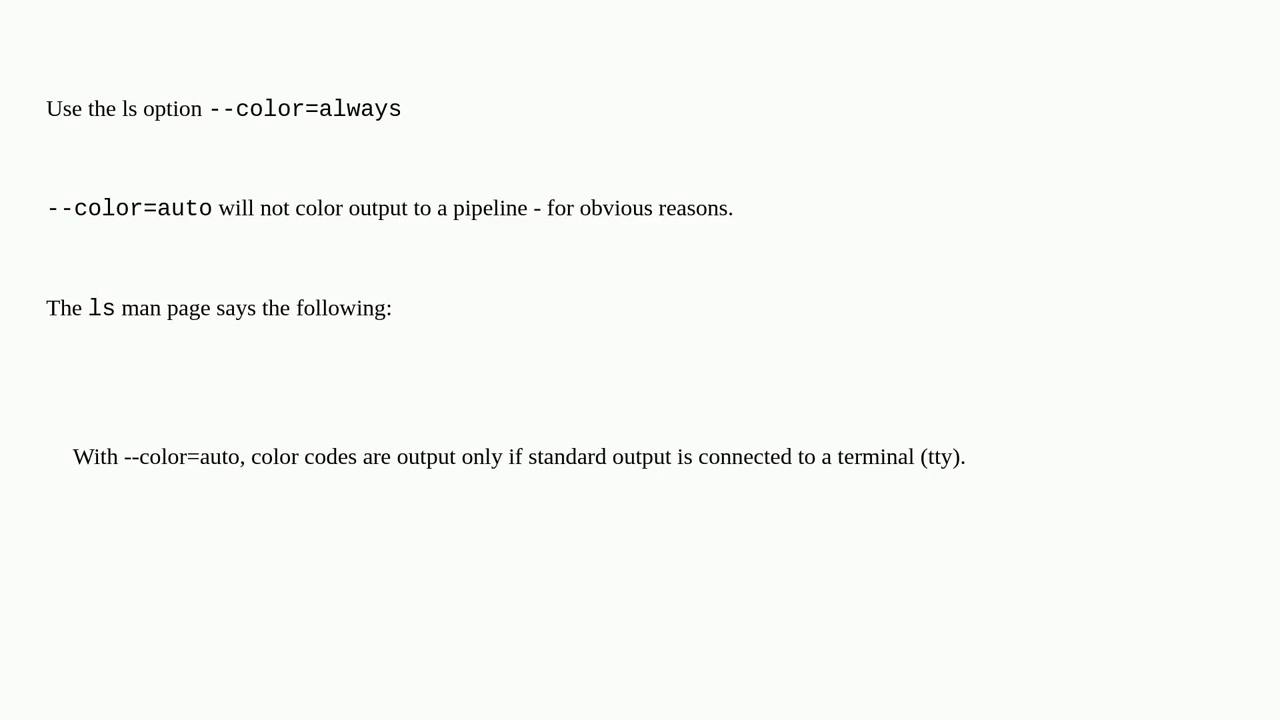 Use the ls option --color=always
--color=auto will not color output to a pipeline - for obvious reasons.
The ls man page says the following:
With --color=auto, color codes are output only if standard output is connected to a terminal (tty).